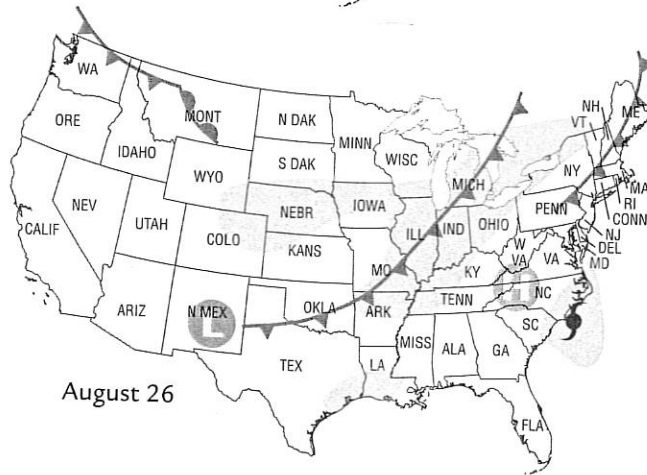 WA
MONT
N DAK
MINN
NH
VT
ME
ORE
IDAHO
S DAK
WISC
MICH
NY
MA
RI
CONN
WYO
NEBR
IOWA
PENN
NJ
DEL
MD
NEV
UTAH
COLO
ILL
IND
OHIO
W
VA
VA
CALIF
KANS
MO
KY
ARIZ
N MEX
L
OKLA
ARK
TENN
H
NC
SC
TEX
LA
MISS
ALA
GA
FLA
August 26